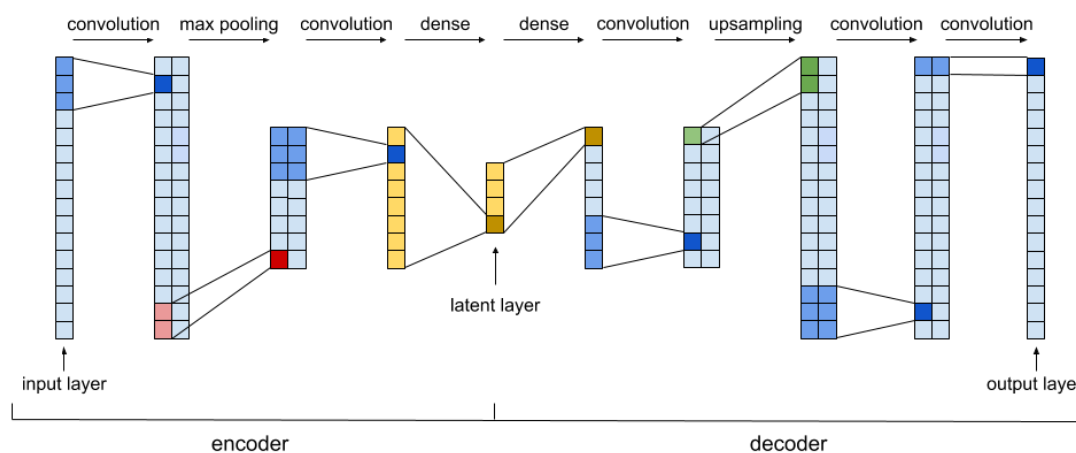 convolution max pooling convolution dense dense convolution upsampling convolution convolution
latent layer
input layer
output laye
encoder
decoder